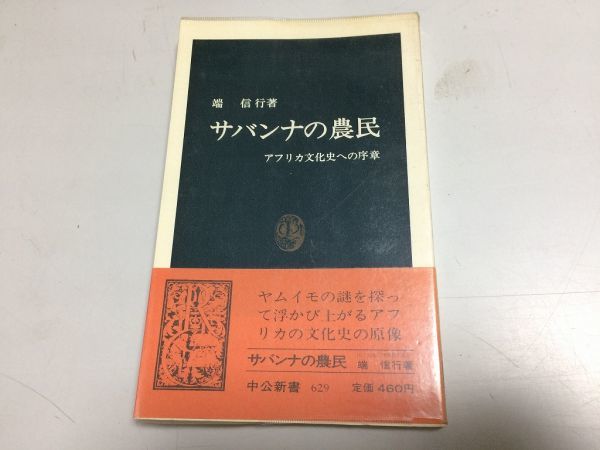 端 信行著
サバンナの農民
アフリカ文化史への序章
ヤムイモの謎を探っ
て浮かび上がるアフ
リカの文化史の原像
サバンナの農民 端 信行著
中公新書 629 定価 460円